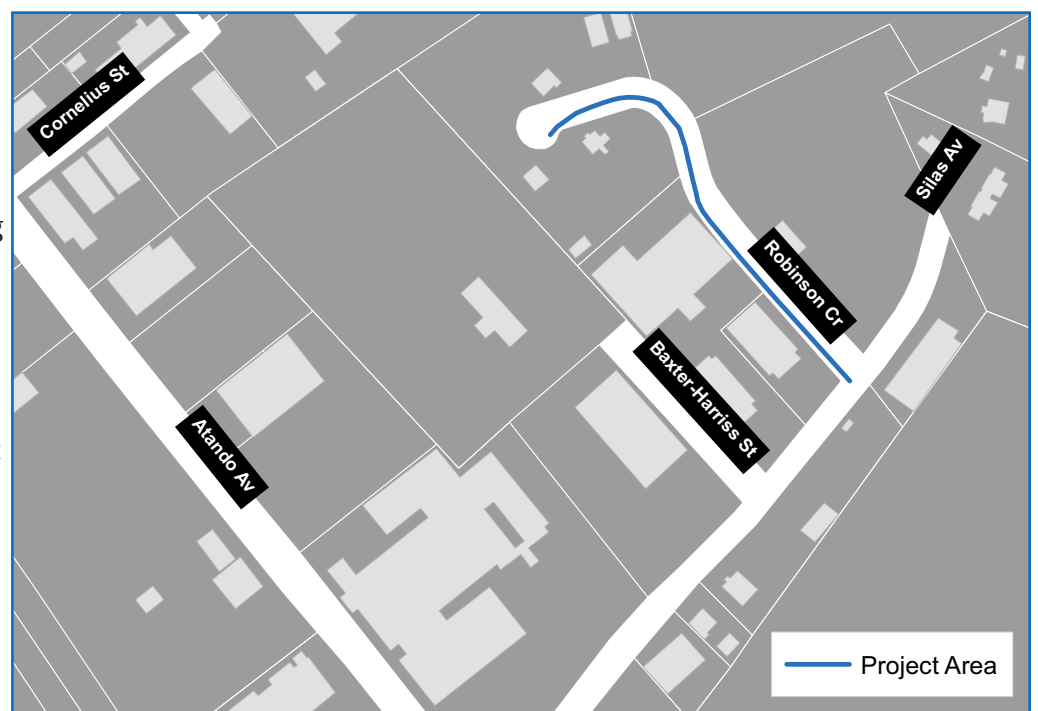 Cornelius St
Silas Av
Robinson Cr
Baxter-Harriss St
Atando Av
Project Area